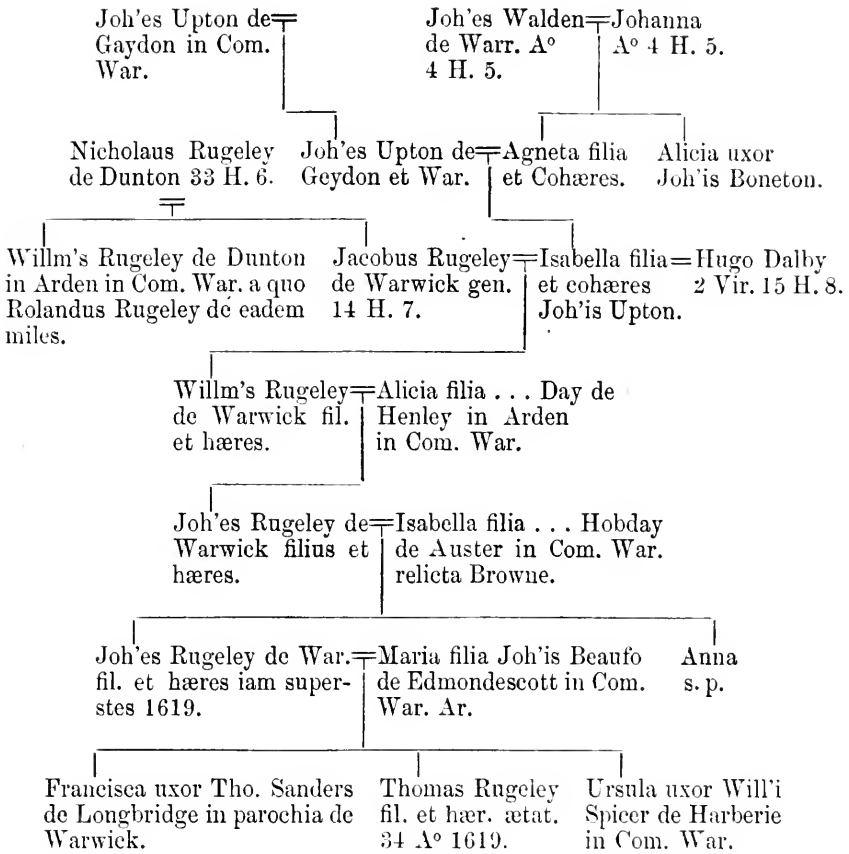 Joh'es Upton de
Gaydon in Com.
War.
Joh'es Walden
de Warr. Aº
4 H. 5.
Johanna
Aº 4 H. 5.
Nicholaus Rugeley
de Dunton 33 H. 6.
Joh'es Upton de
Geydon et War.
Agneta filia
et Cohæres.
Alicia uxor
Joh'is Boneton.
Willm's Rugeley de Dunton
in Arden in Com. War. a quo
Rolandus Rugeley de eadem
miles.
Jacobus Rugeley
de Warwick gen.
14 H. 7.
Isabella filia
et cohæres
Joh'is Upton.
Hugo Dalby
2 Vir. 15 H. 8.
Willm's Rugeley
de Warwick fil.
et hæres.
Alicia filia . . . Day de
Henley in Arden
in Com. War.
Joh'es Rugeley de
Warwick filius et
hæres.
Isabella filia . . . Hobday
de Auster in Com. War.
relicta Browne.
Joh'es Rugeley de War.
fil. et hæres iam super-
stes 1619.
Maria filia Joh'is Beaufo
de Edmondescott in Com.
War. Ar.
Anna
s. p.
Francisca uxor Tho. Sanders
de Longbridge in parochia de
Warwick.
Thomas Rugeley
fil. et hær. ætat.
34 Aº 1619.
Ursula uxor Will'i
Spicer de Harberie
in Com. War.